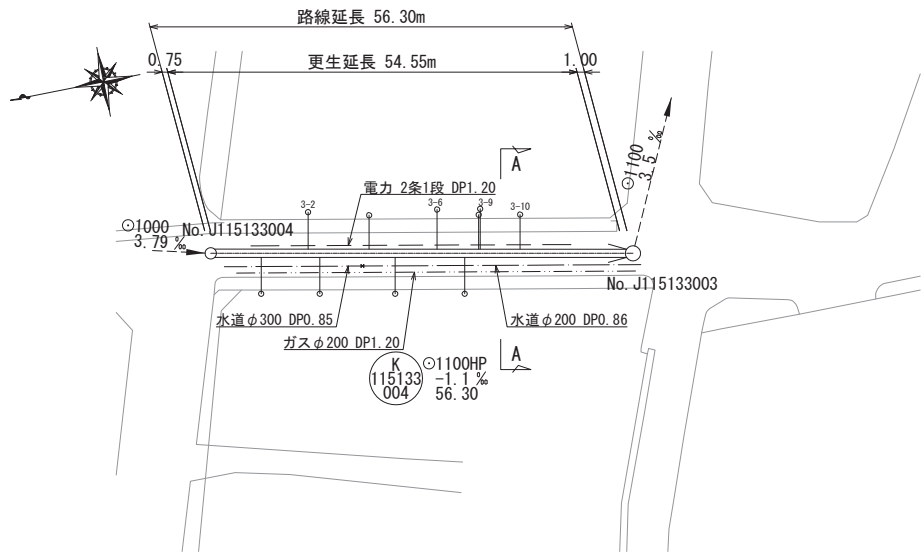 路線延長 56.30m
0.75
更生延長 54.55m
1.00
A
⊙1100
3.5 ‰
電力 2条1段 DP1.20
3-2
3-6
3-9
3-10
⊙1000
3.79 ‰
No.J115133004
No.J115133003
水道φ300 DP0.85
水道φ200 DP0.86
ガスφ200 DP1.20
A
K
115133
004
⊙1100HP
-1.1 ‰
56.30